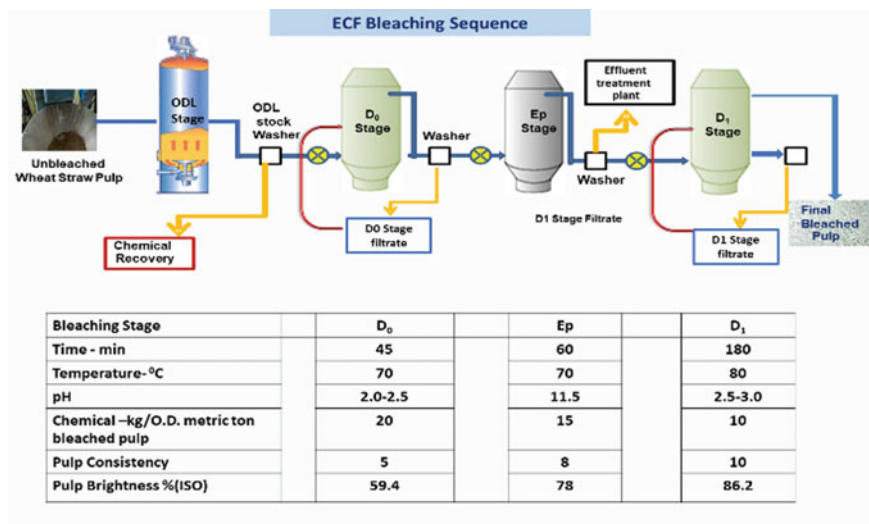 ECF Bleaching Sequence
Unbleached
Wheat Straw Pulp
ODL
Stage
ODL
stock
Washer
Chemical
Recovery
D₀
Stage
Washer
D0 Stage
filtrate
Ep
Stage
Washer
Effluent
treatment
plant
D1 Stage Filtrate
D₁
Stage
D1 Stage
filtrate
Final
Bleached
Pulp
Bleaching Stage D₀ Ep D₁
Time - min 45 60 180
Temperature-⁰C 70 70 80
pH 2.0-2.5 11.5 2.5-3.0
Chemical –kg/O.D. metric ton
bleached pulp 20 15 10
Pulp Consistency 5 8 10
Pulp Brightness %(ISO) 59.4 78 86.2